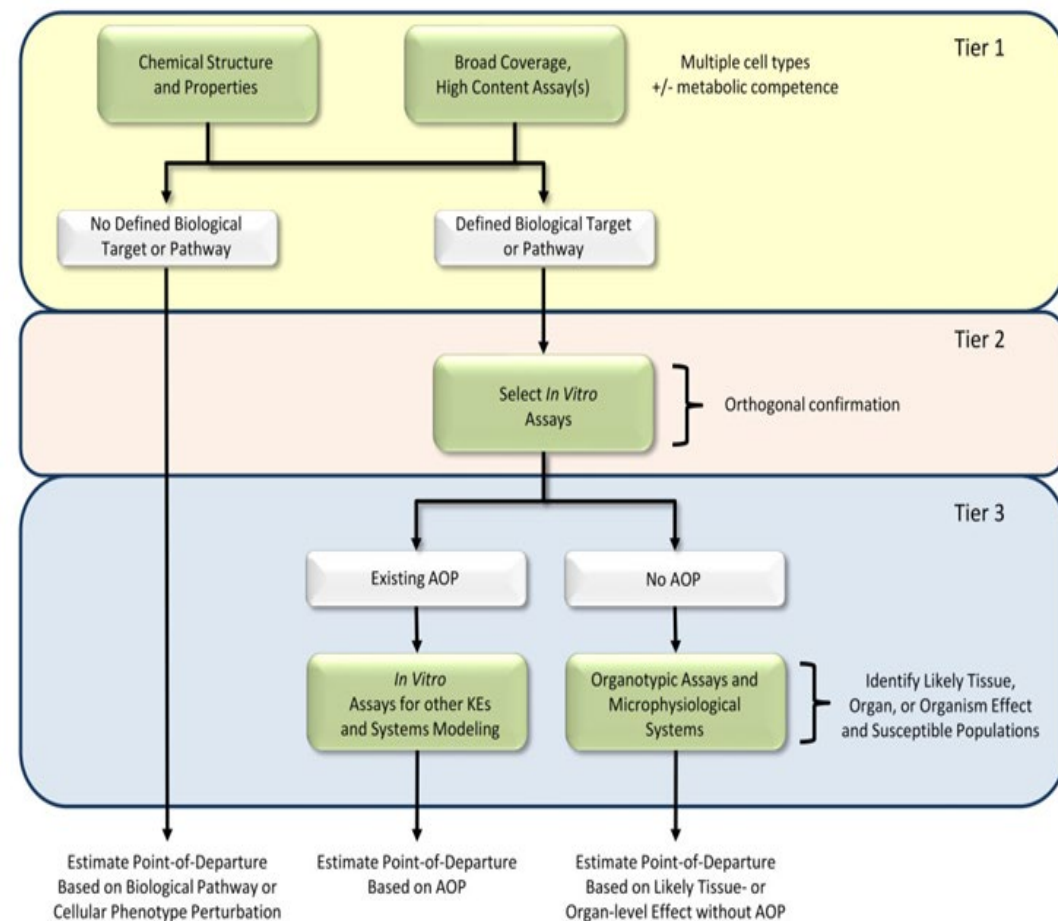 Tier 1
Chemical Structure
and Properties
Broad Coverage,
High Content Assay(s)
Multiple cell types
+/- metabolic competence
No Defined Biological
Target or Pathway
Defined Biological Target
or Pathway
Tier 2
Select In Vitro
Assays
Orthogonal confirmation
Tier 3
Existing AOP
No AOP
In Vitro
Assays for other KEs
and Systems Modeling
Organotypic Assays and
Microphysiological
Systems
Identify Likely Tissue,
Organ, or Organism Effect
and Susceptible Populations
Estimate Point-of-Departure
Based on Biological Pathway or
Cellular Phenotype Perturbation
Estimate Point-of-Departure
Based on AOP
Estimate Point-of-Departure
Based on Likely Tissue- or
Organ-level Effect without AOP